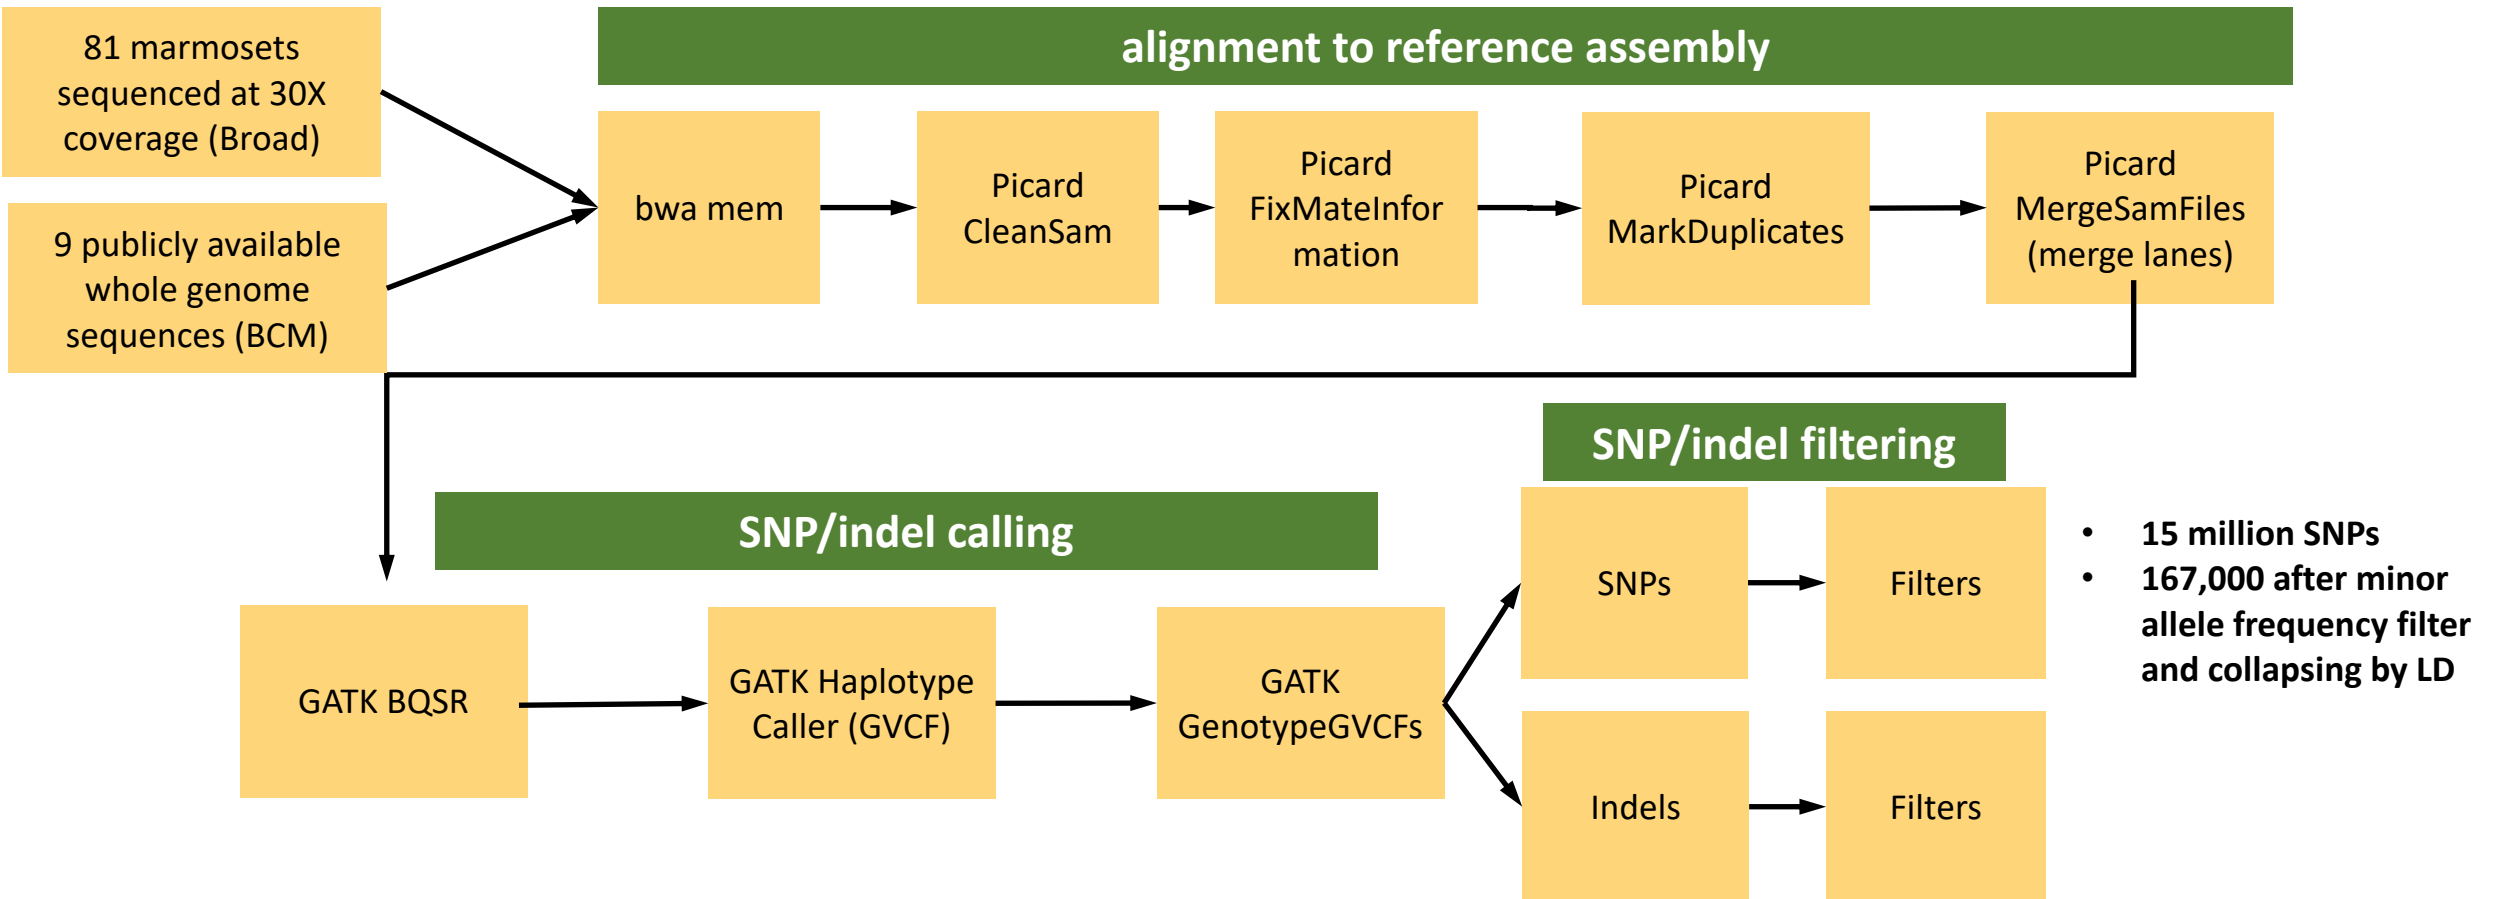 81 marmosets
sequenced at 30X
coverage (Broad)
9 publicly available
whole genome
sequences (BCM)
alignment to reference assembly
bwa mem
Picard
CleanSam
Picard
FixMateInfor
mation
Picard
MarkDuplicates
Picard
MergeSamFiles
(merge lanes)
SNP/indel calling
GATK BQSR
GATK Haplotype
Caller (GVCF)
GATK
GenotypeGVCFs
SNP/indel filtering
SNPs
Filters
Indels
Filters
• 15 million SNPs
• 167,000 after minor
allele frequency filter
and collapsing by LD